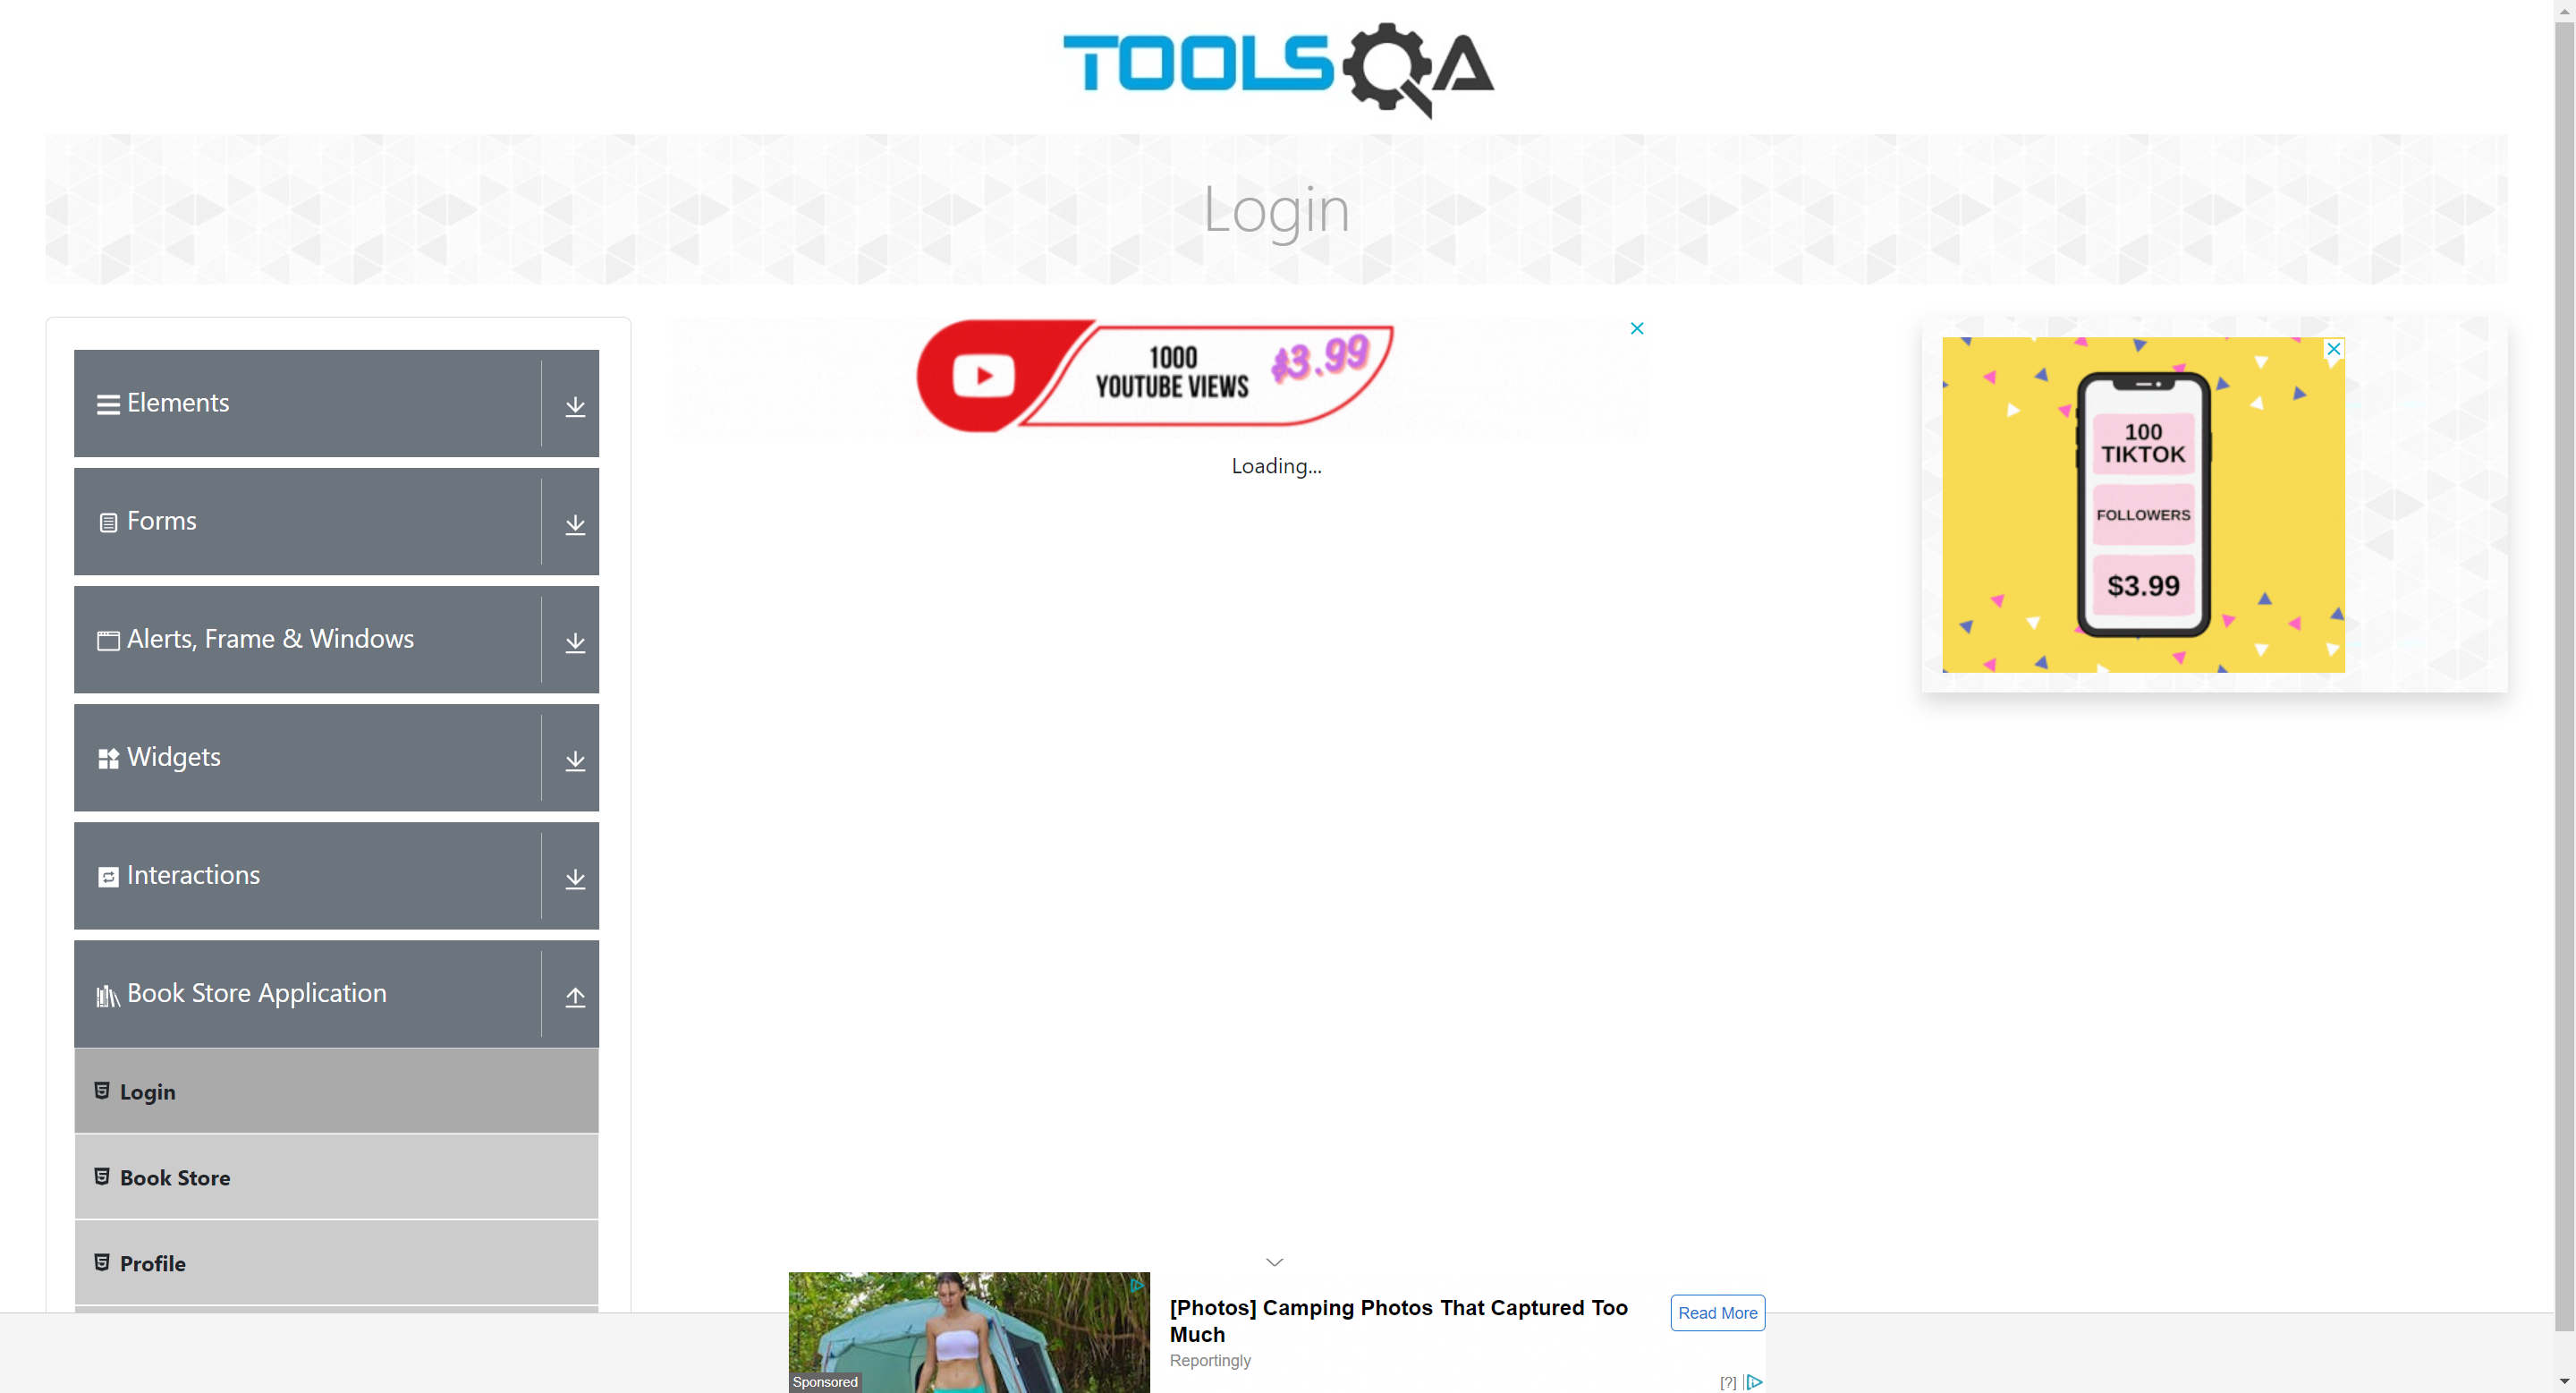 TOOLSQA
Login
Elements
Forms
Alerts, Frame & Windows
Widgets
Interactions
Book Store Application
Login
Book Store
Profile
1000
YOUTUBE VIEWS
$3.99
Loading...
100
TIKTOK
FOLLOWERS
$3.99
Sponsored
[Photos] Camping Photos That Captured Too
Much
Reportingly
Read More
[?]